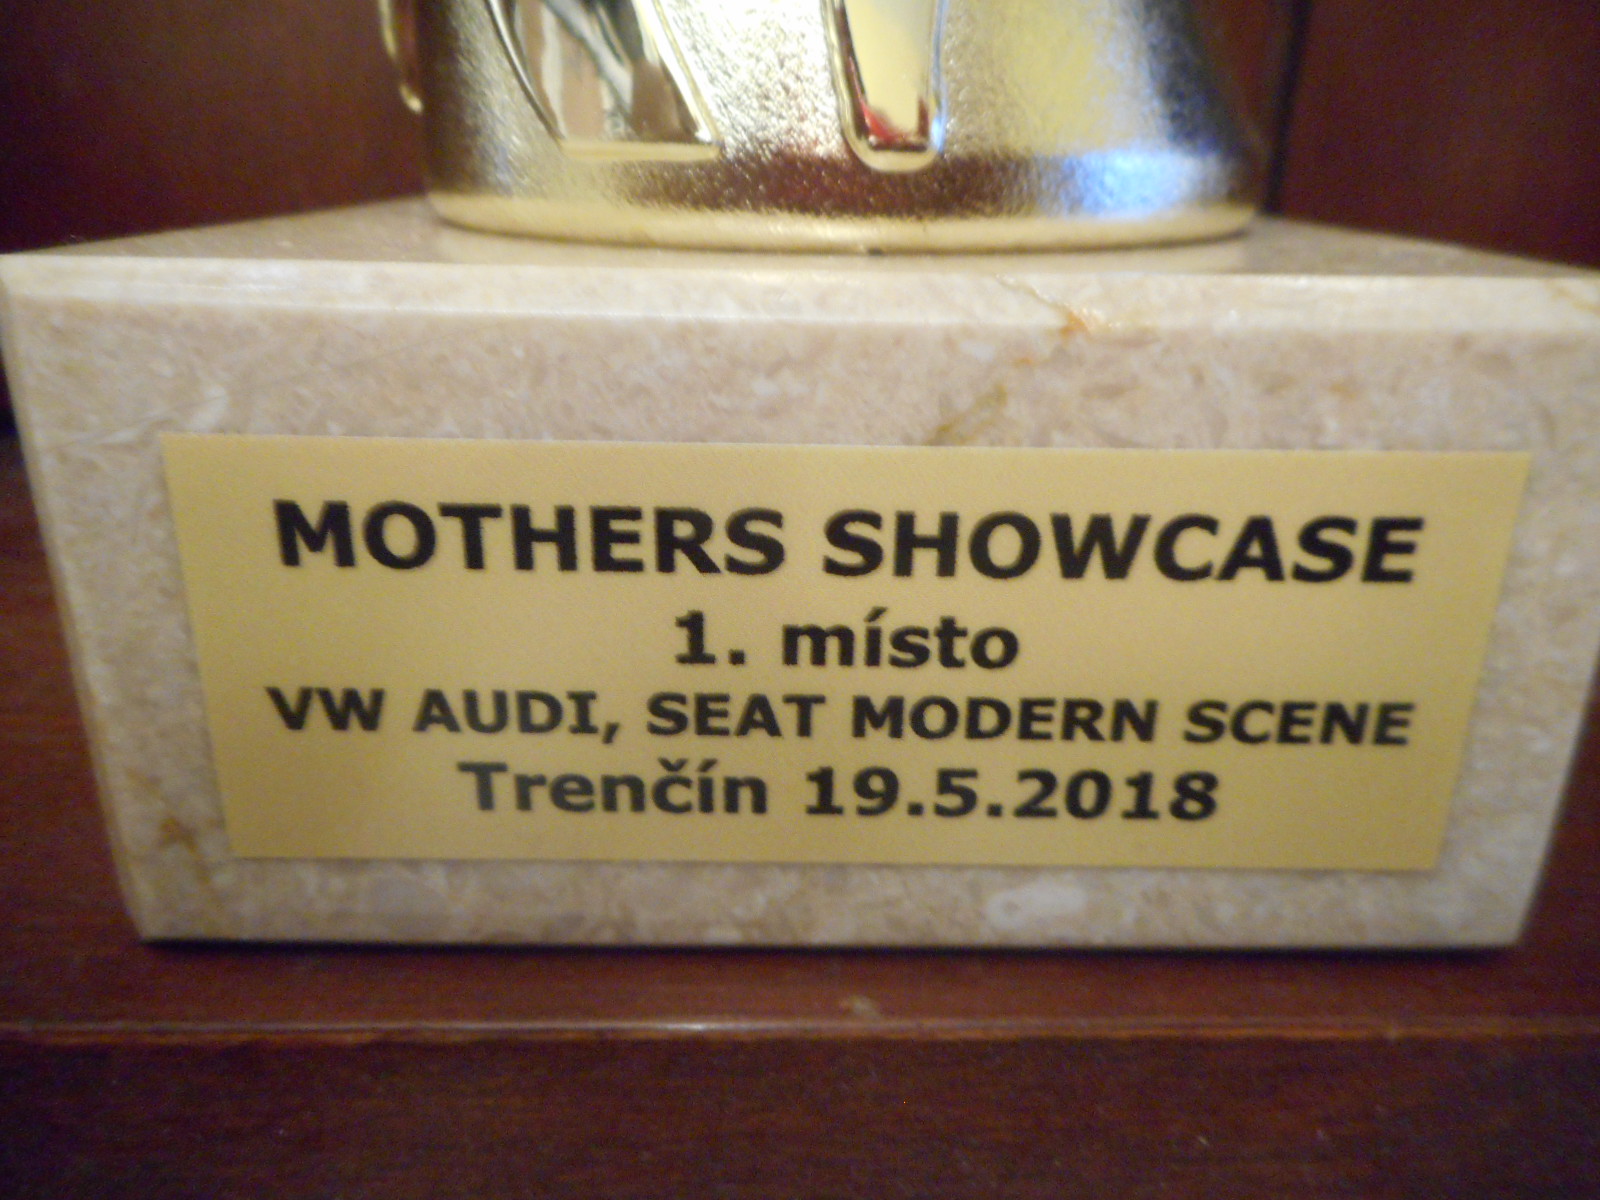 MOTHERS SHOWCASE
1. místo
VW AUDI, SEAT MODERN SCENE
Trenčín 19.5.2018